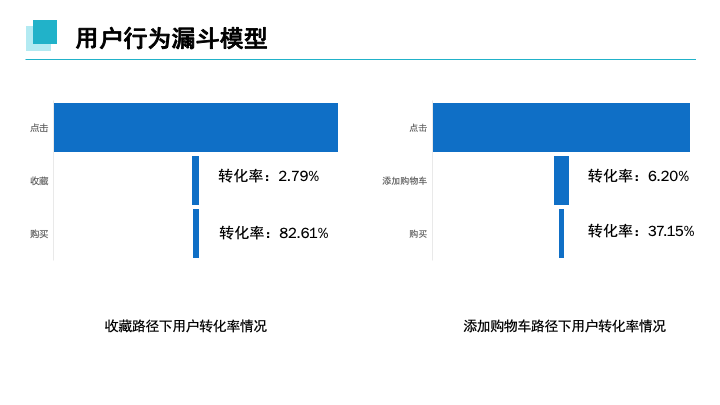 用户行为漏斗模型
点击
收藏
转化率：2.79%
购买
转化率：82.61%
收藏路径下用户转化率情况
点击
添加购物车
转化率：6.20%
购买
转化率：37.15%
添加购物车路径下用户转化率情况